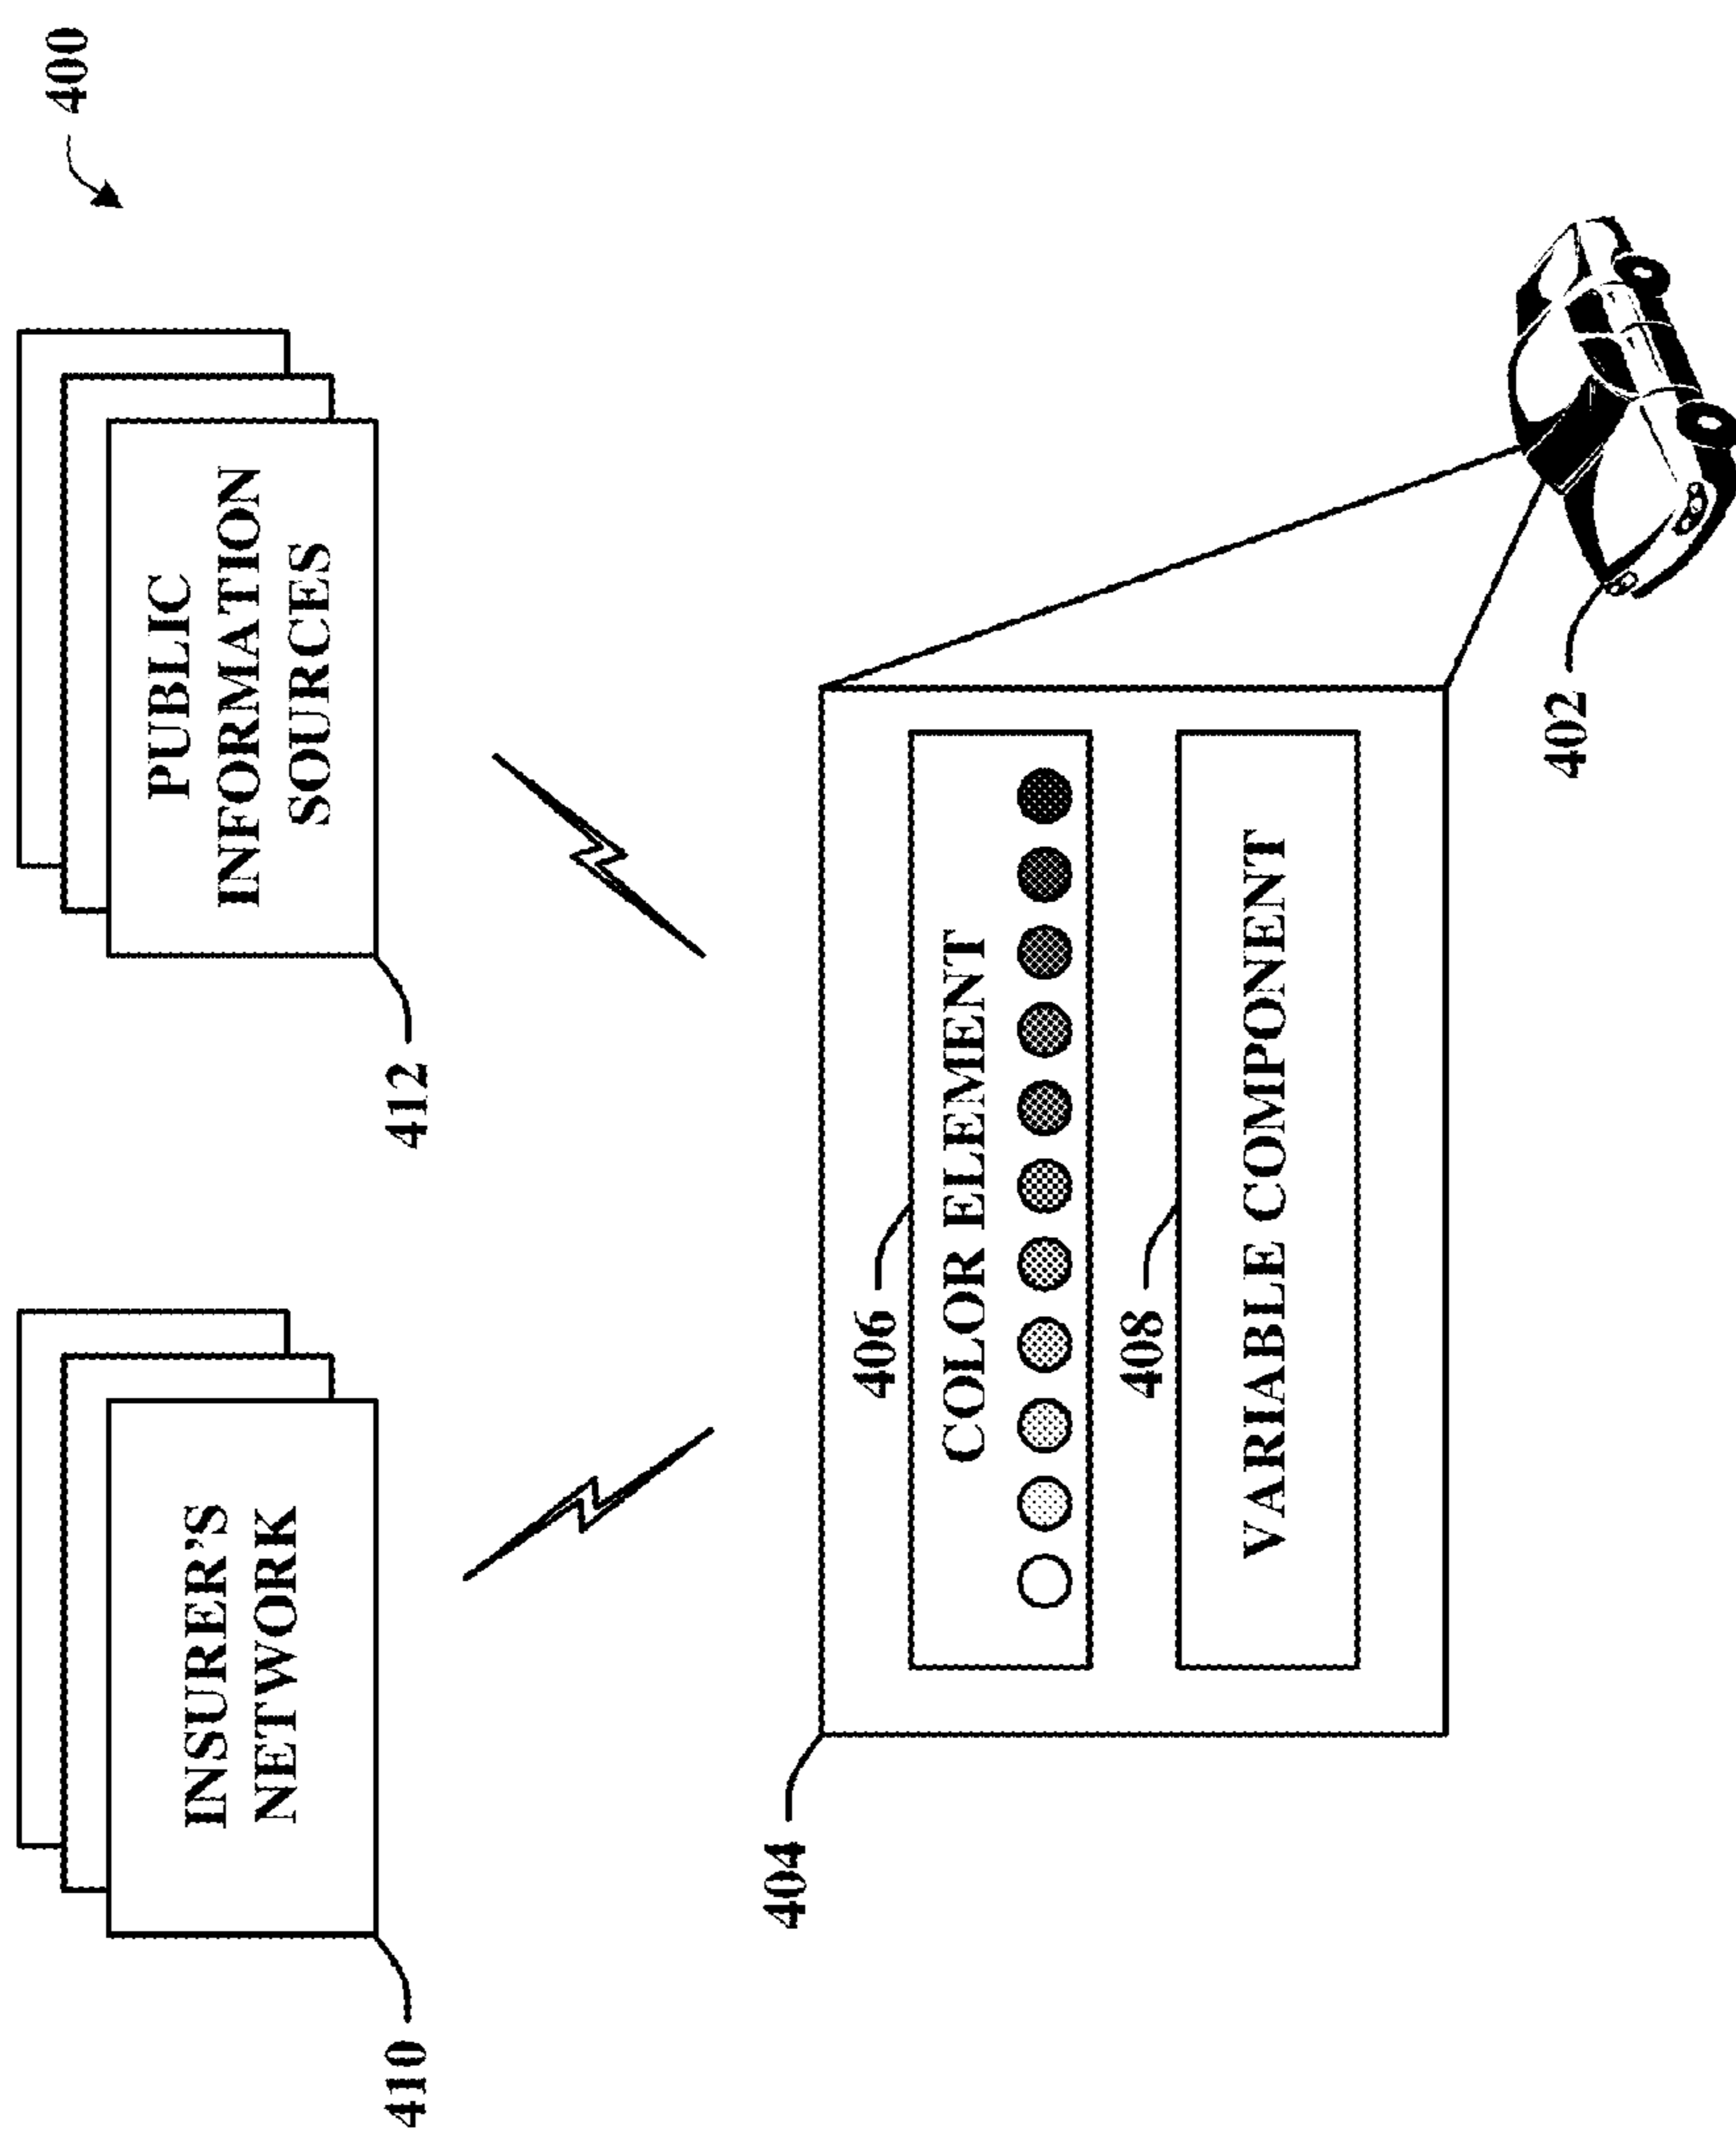 400
INSURER'S
NETWORK
410
PUBLIC
INFORMATION
SOURCES
412
404
406
COLOR ELEMENT
408
VARIABLE COMPONENT
402